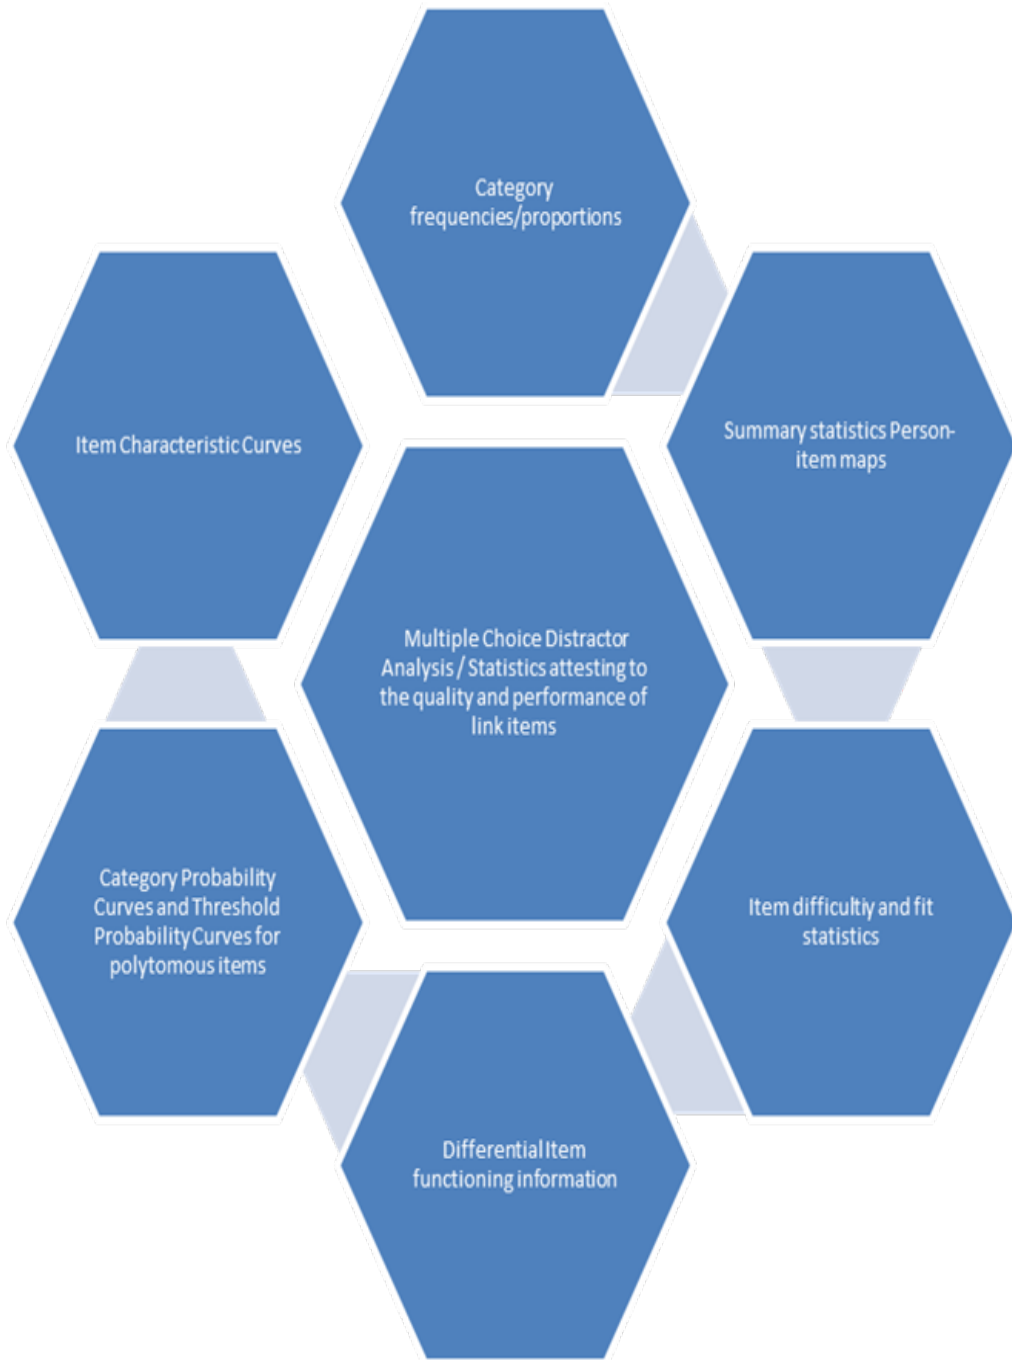 Category
frequencies/proportions
Item Characteristic Curves
Summary statistics Person-
item maps
Multiple Choice Distractor
Analysis / Statistics attesting to
the quality and performance of
link items
Category Probability
Curves and Threshold
Probability Curves for
polytomous items
Item difficultiy and fit
statistics
Differential Item
functioning information